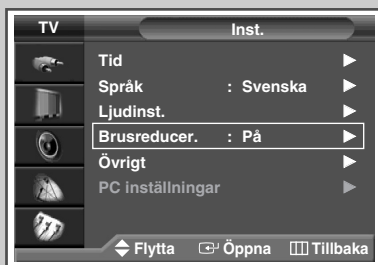 TV Inst.
Tid
Språk : Svenska
Ljudinst.
Brusreducer. : På
Övrigt
PC inställningar
Flytta Öppna Tillbaka